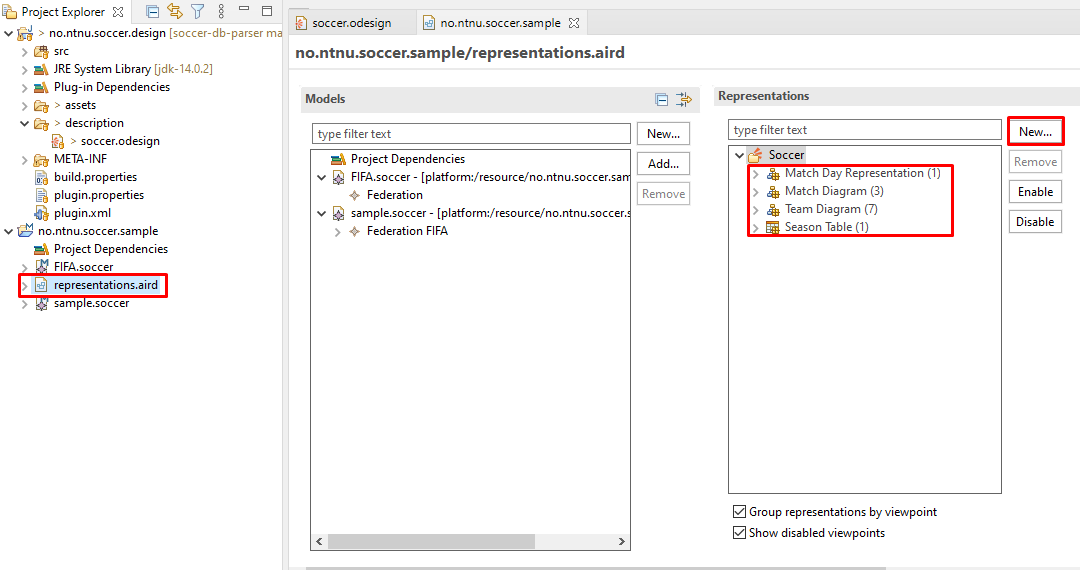 Project Explorer
> no.ntnu.soccer.design [soccer-db-parser ma
src
JRE System Library [jdk-14.0.2]
Plug-in Dependencies
> assets
> description
> soccer.odesign
META-INF
build.properties
plugin.properties
plugin.xml
no.ntnu.soccer.sample
Project Dependencies
FIFA.soccer
representations.aird
sample.soccer
soccer.odesign
no.ntnu.soccer.sample
no.ntnu.soccer.sample/representations.aird
Models
type filter text
New...
Add...
Remove
Project Dependencies
FIFA.soccer - [platform:/resource/no.ntnu.soccer.sam
Federation
sample.soccer - [platform:/resource/no.ntnu.soccer.s
Federation FIFA
Representations
type filter text
New...
Remove
Enable
Disable
Soccer
Match Day Representation (1)
Match Diagram (3)
Team Diagram (7)
Season Table (1)
Group representations by viewpoint
Show disabled viewpoints